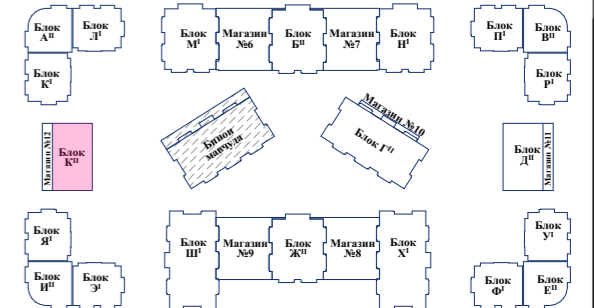 Блок
Аᴵᴵ
Блок
Лᴵ
Блок
Мᴵ
Магазин
№6
Блок
Бᴵᴵ
Магазин
№7
Блок
Нᴵ
Блок
Пᴵ
Блок
Вᴵᴵ
Блок
Кᴵ
Блок
Рᴵ
Магазин №12
Блок
Кᴵᴵ
Бинои
мавҷуда
Магазин №10
Блок Гᴵᴵ
Блок
Дᴵᴵ
Магазин №11
Блок
Яᴵ
Блок
Шᴵ
Магазин
№9
Блок
Жᴵᴵ
Магазин
№8
Блок
Хᴵ
Блок
Уᴵ
Блок
Иᴵᴵ
Блок
Эᴵ
Блок
Фᴵ
Блок
Еᴵᴵ